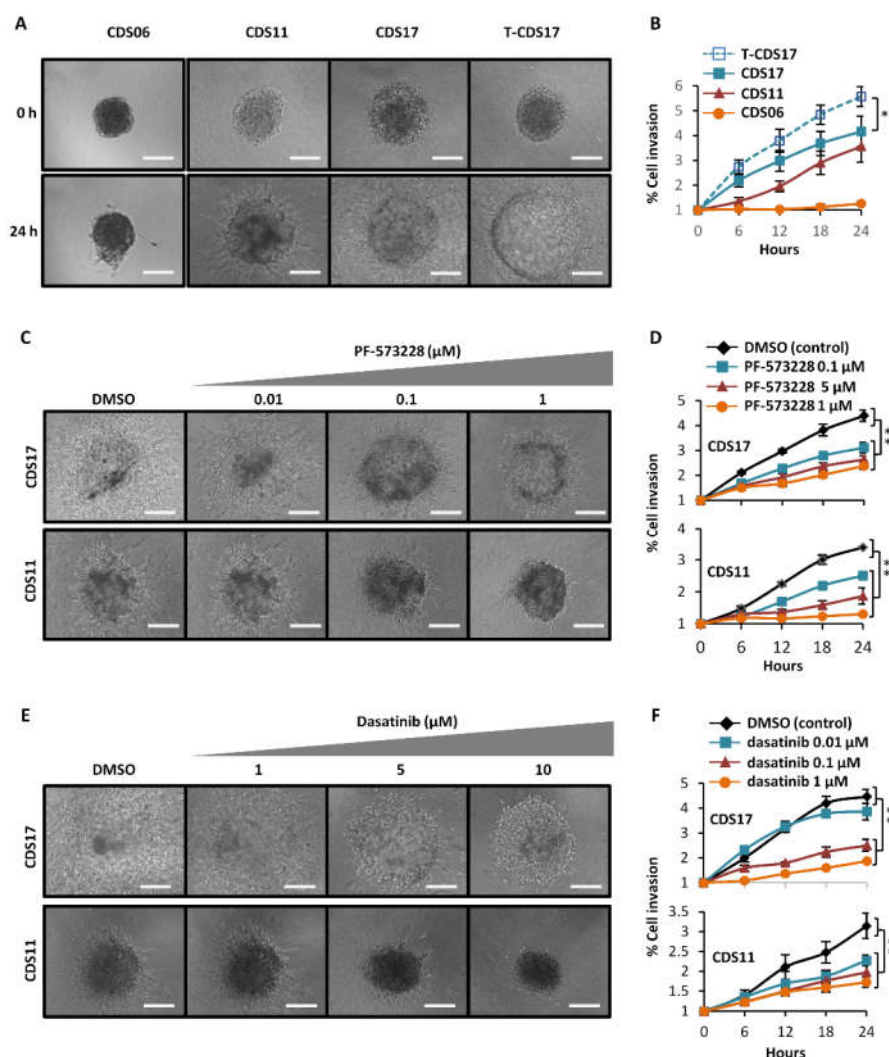 A
CDS06 CDS11 CDS17 T-CDS17
0 h
24 h
B
T-CDS17
CDS17
CDS11
CDS06
% Cell invasion
6
5
4
3
2
1
*
0 6 12 18 24
Hours
C
PF-573228 (µM)
DMSO 0.01 0.1 1
CDS17
CDS11
D
DMSO (control)
PF-573228 0.1 µM
PF-573228 5 µM
PF-573228 1 µM
% Cell invasion
5
4
3
2
1
CDS17
**
4
3
2
1
CDS11
**
0 6 12 18 24
Hours
E
Dasatinib (µM)
DMSO 1 5 10
CDS17
CDS11
F
DMSO (control)
dasatinib 0.01 µM
dasatinib 0.1 µM
dasatinib 1 µM
% Cell invasion
5
4
3
2
1
CDS17
3.5
3
2.5
2
1.5
1
CDS11
0 6 12 18 24
Hours